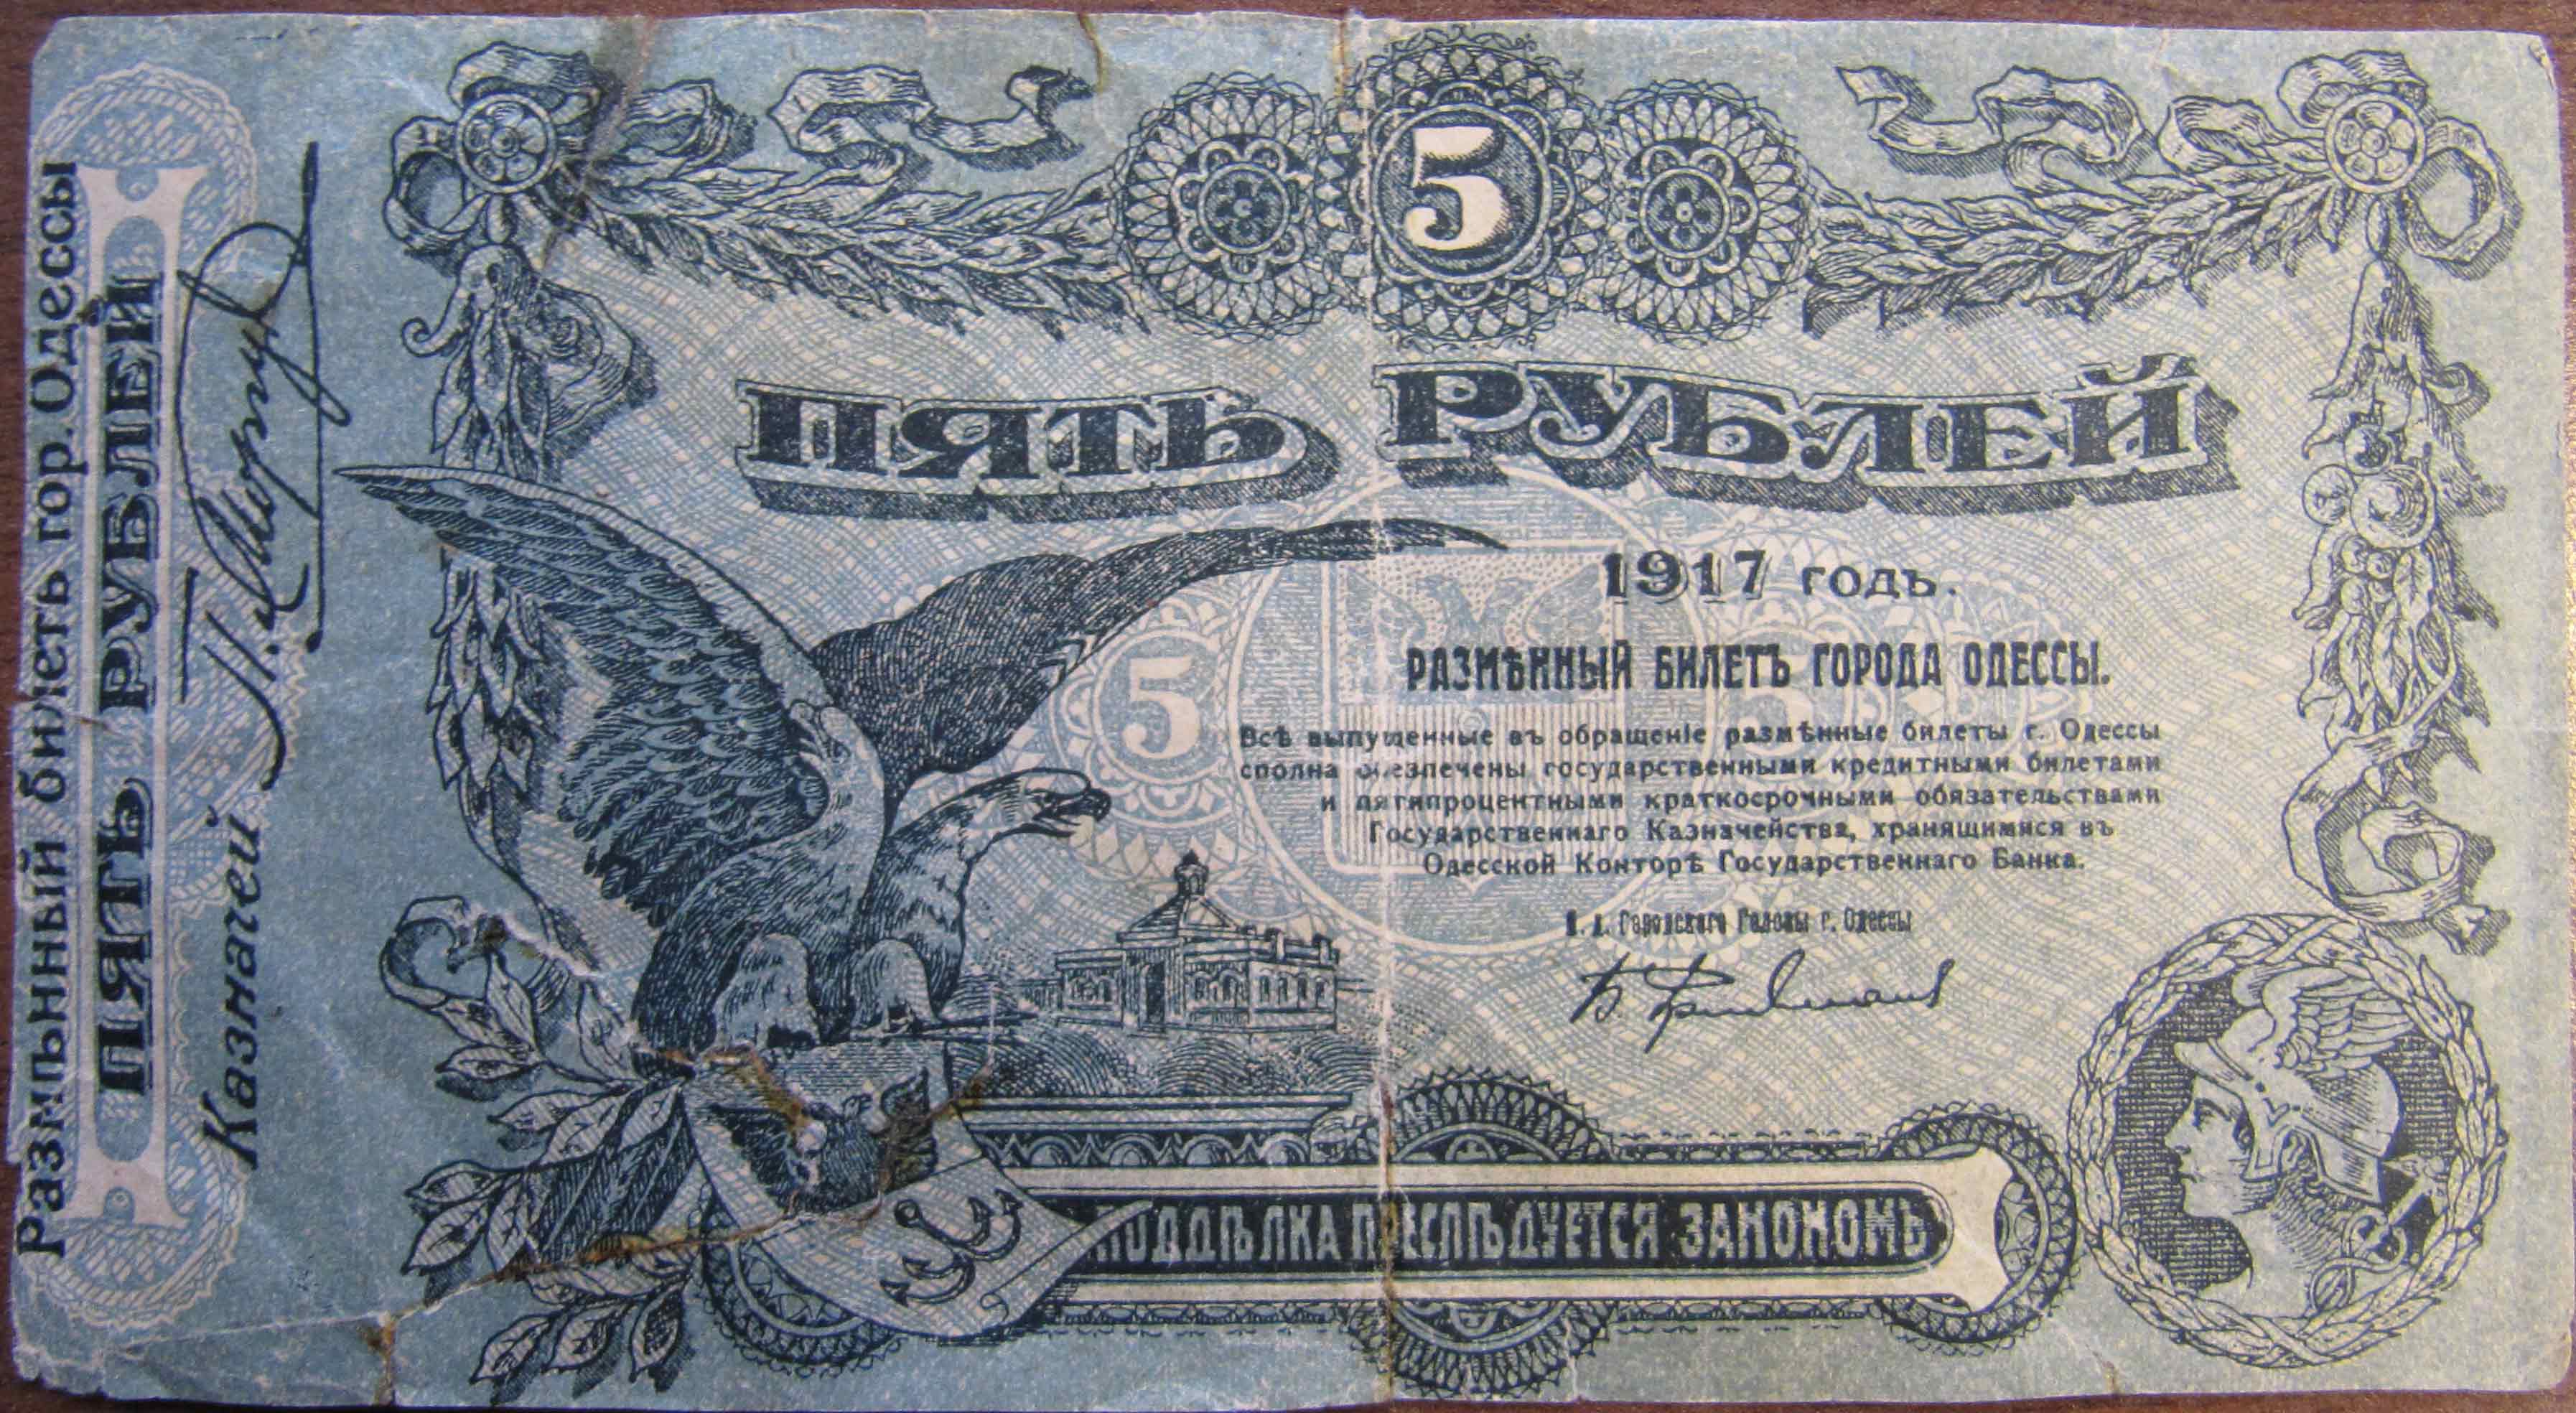 Размѣнный билетъ гор. Одессы
ПЯТЬ РУБЛЕЙ
Казначей
5
ПЯТЬ РУБЛЕЙ
1917 годъ.
РАЗМѢННЫЙ БИЛЕТЪ ГОРОДА ОДЕССЫ.
5 5
Всѣ выпущенные въ обращеніе размѣнные билеты г. Одессы
сполна обезпечены государственными кредитными билетами
и пятипроцентными краткосрочными обязательствами
Государственнаго Казначейства, хранящимися въ
Одесской Конторѣ Государственнаго Банка.
И. д. Городского Головы г. Одессы
ПОДДѢЛКА ПРЕСЛѢДУЕТСЯ ЗАКОНОМЪ